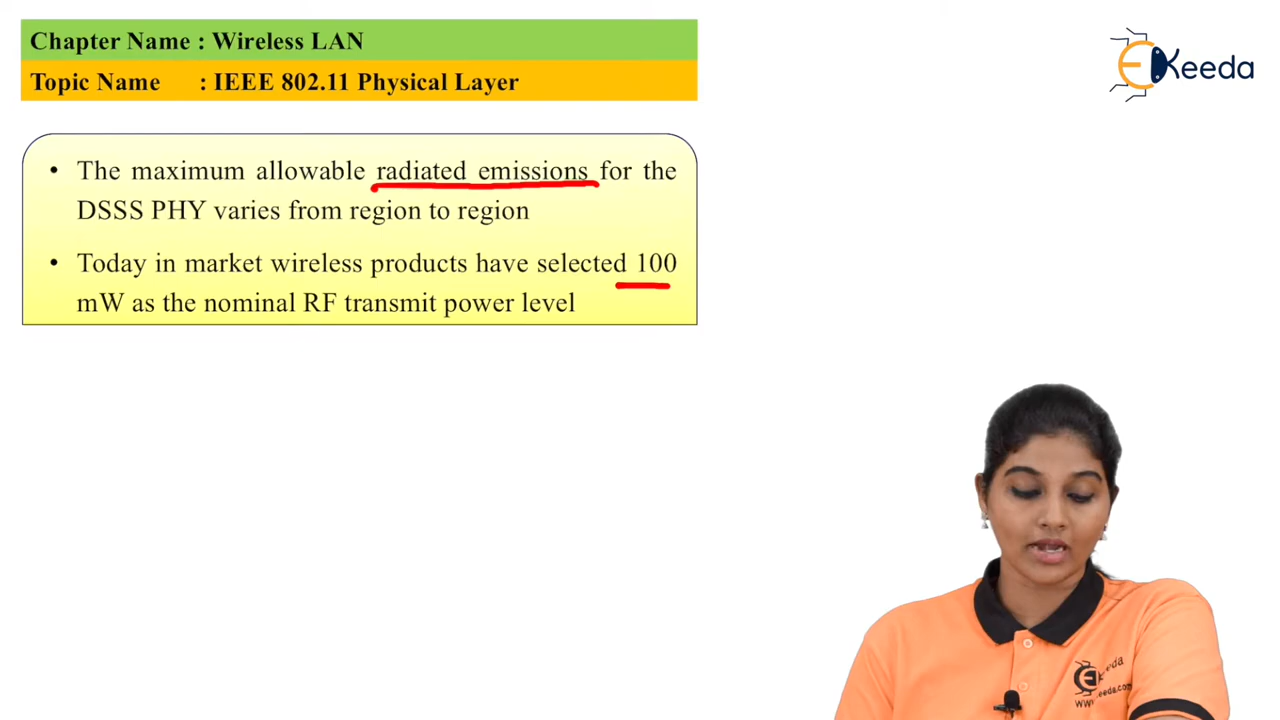 Chapter Name : Wireless LAN
Topic Name : IEEE 802.11 Physical Layer
EKeeda
• The maximum allowable radiated emissions for the
DSSS PHY varies from region to region
• Today in market wireless products have selected 100
mW as the nominal RF transmit power level